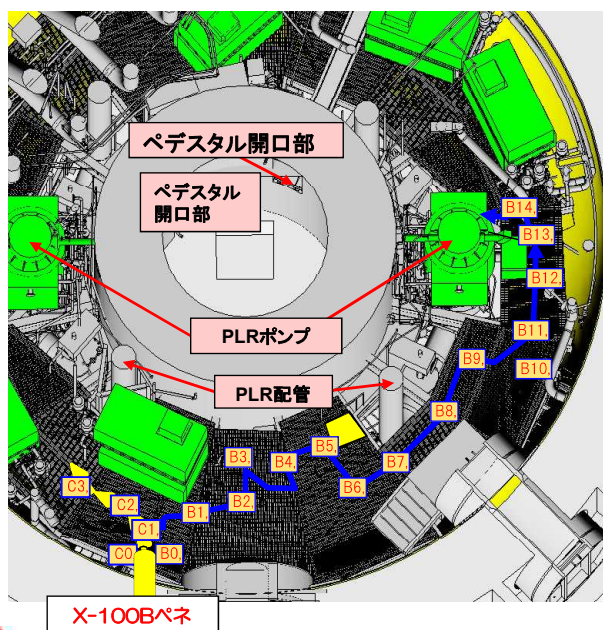 ペデスタル開口部
ペデスタル
開口部
B14.
B13.
B12.
PLRポンプ
B11.
B9.
B10.
PLR配管
B8.
B3.
B5.
B4.
B7.
C3.
B6.
C2.
B2.
B1.
C1.
C0.
B0.
X-100Bペネ